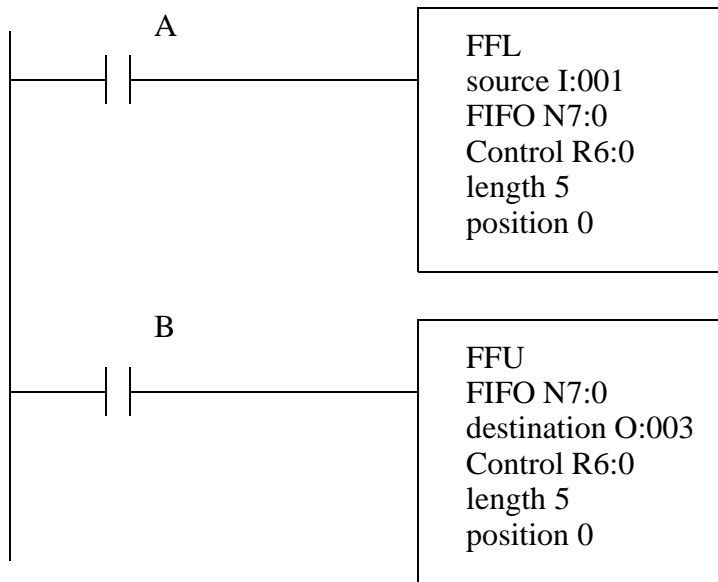 A
FFL
source I:001
FIFO N7:0
Control R6:0
length 5
position 0
B
FFU
FIFO N7:0
destination O:003
Control R6:0
length 5
position 0